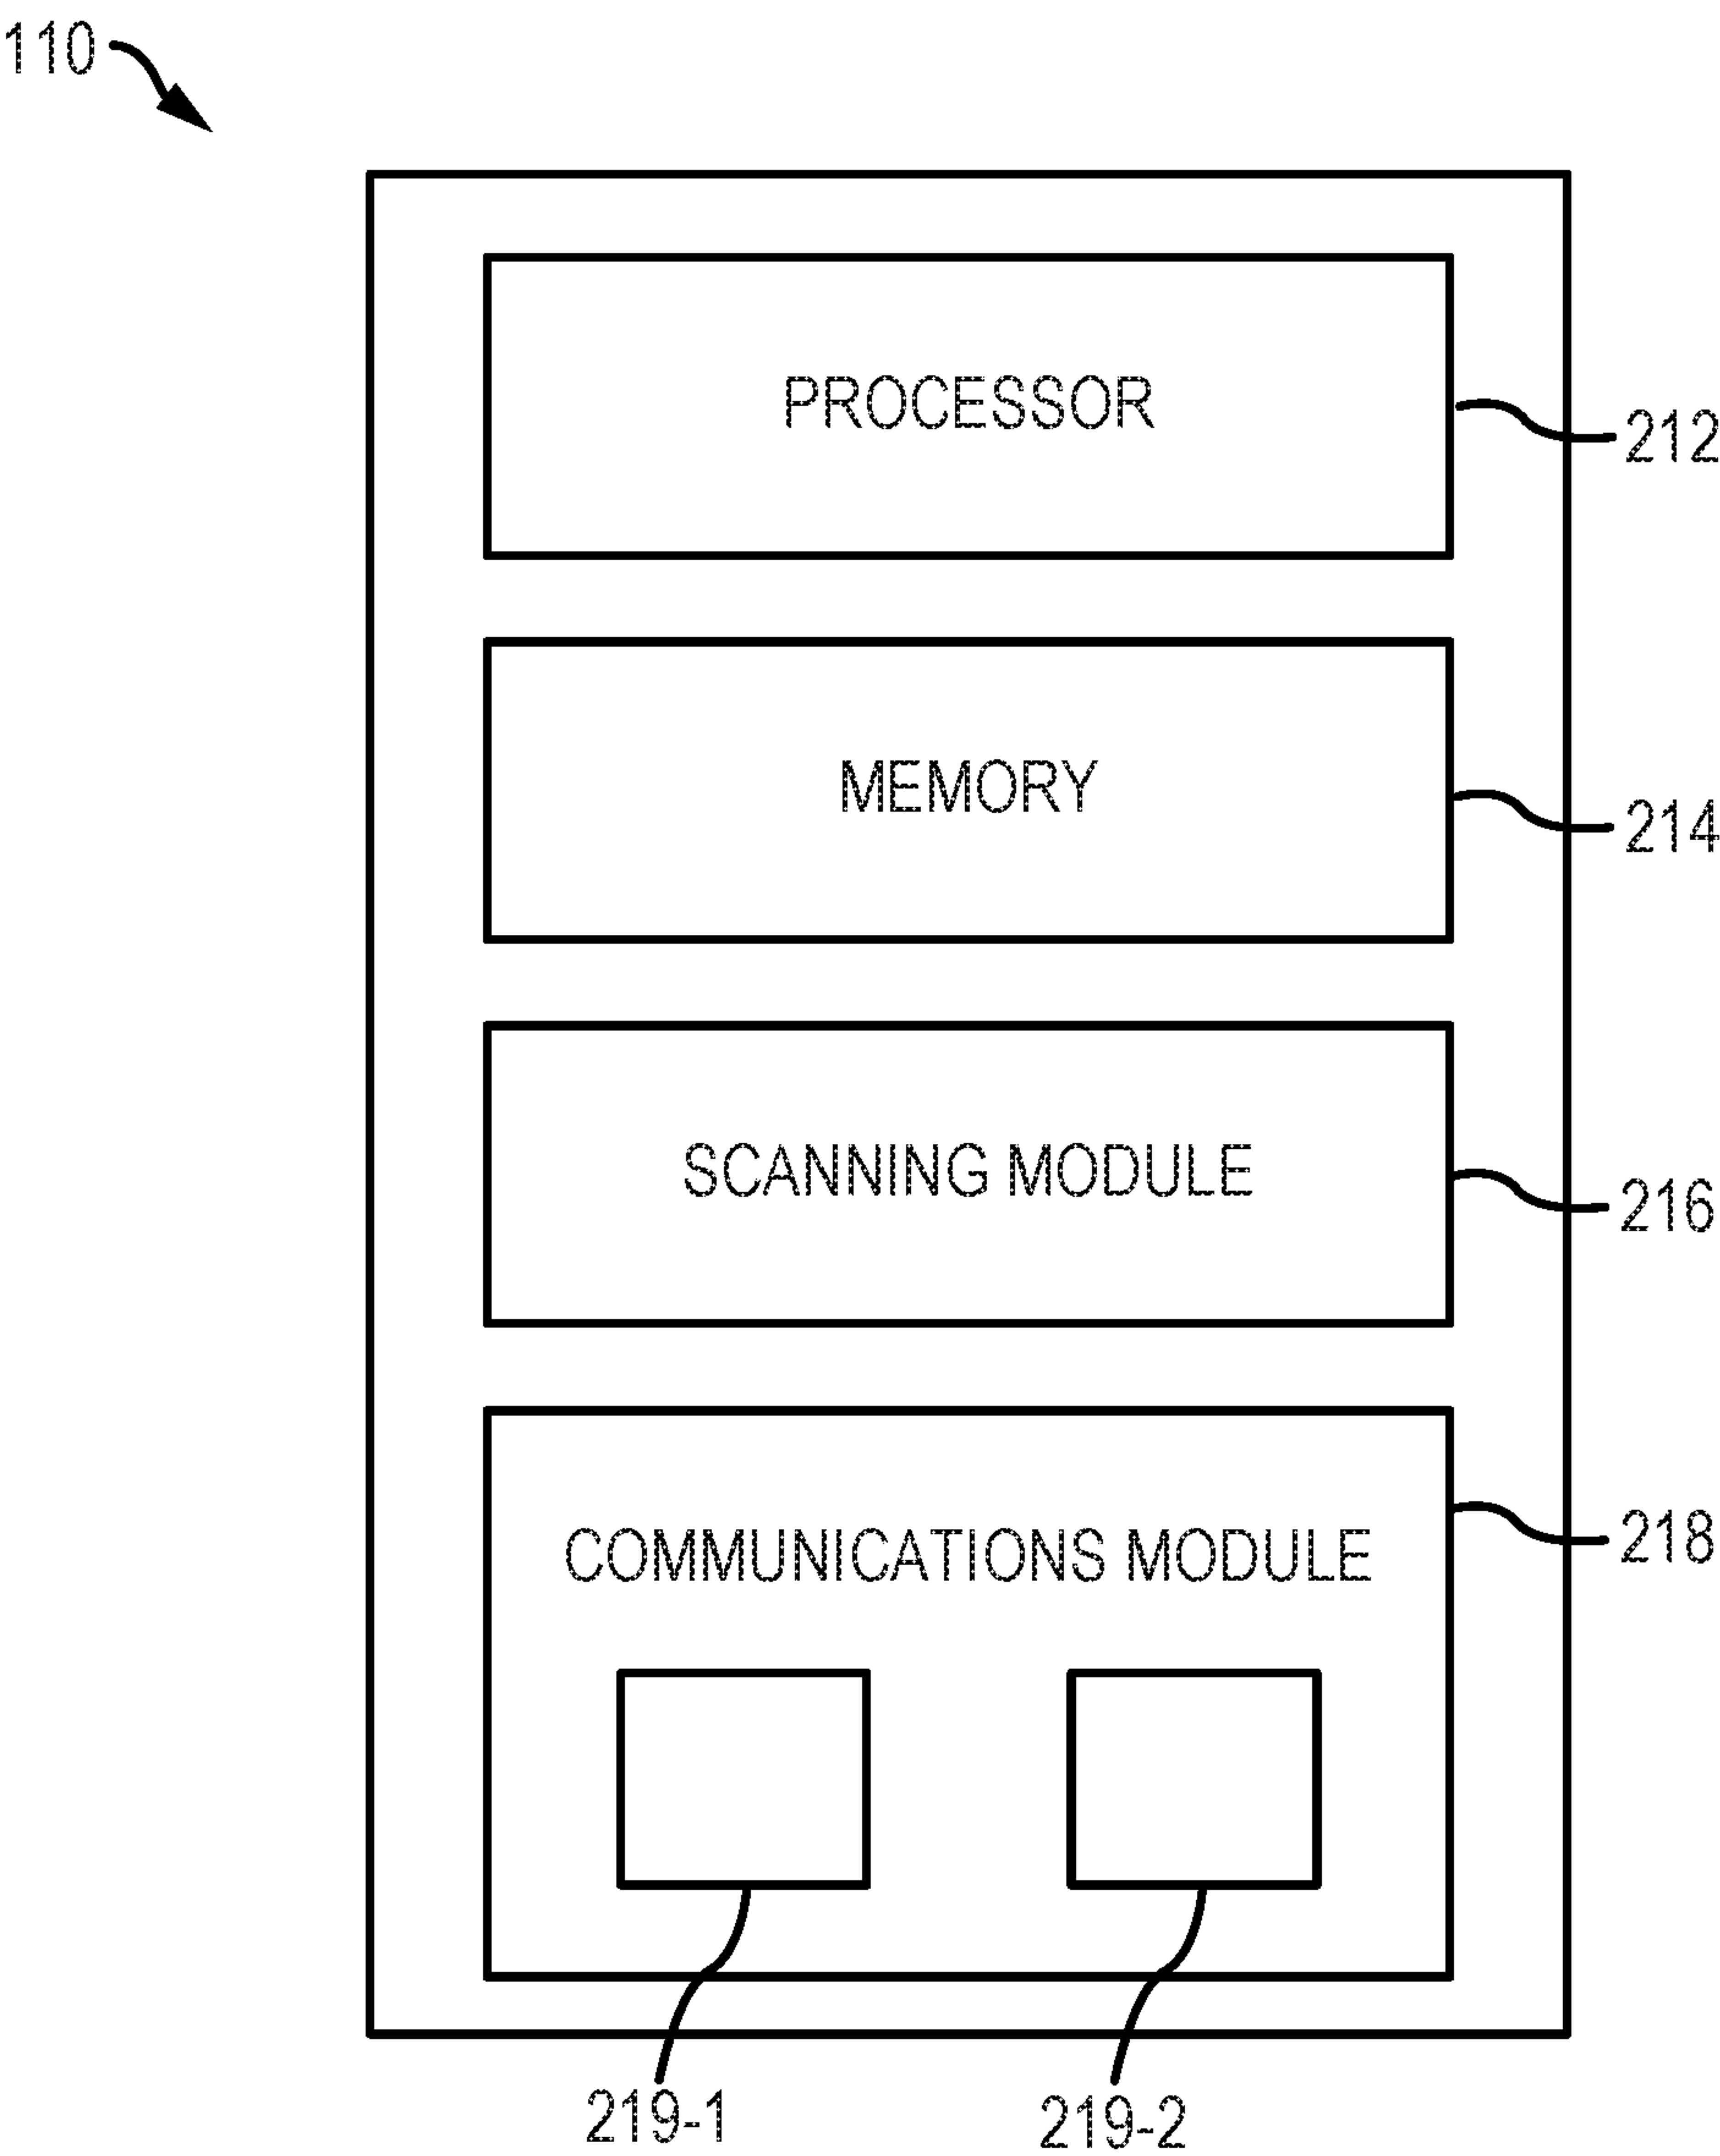 110
PROCESSOR
212
MEMORY
214
SCANNING MODULE
216
COMMUNICATIONS MODULE
218
219-1
219-2